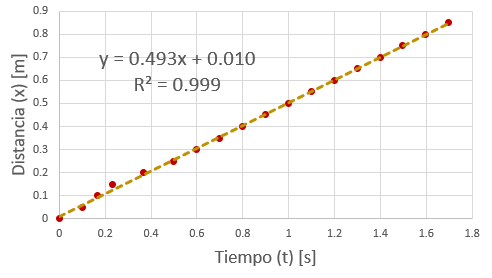 0.9
0.8
0.7
0.6
0.5
0.4
0.3
0.2
0.1
0
Distancia (x) [m]
y = 0.493x + 0.010
R² = 0.999
0 0.2 0.4 0.6 0.8 1 1.2 1.4 1.6 1.8
Tiempo (t) [s]